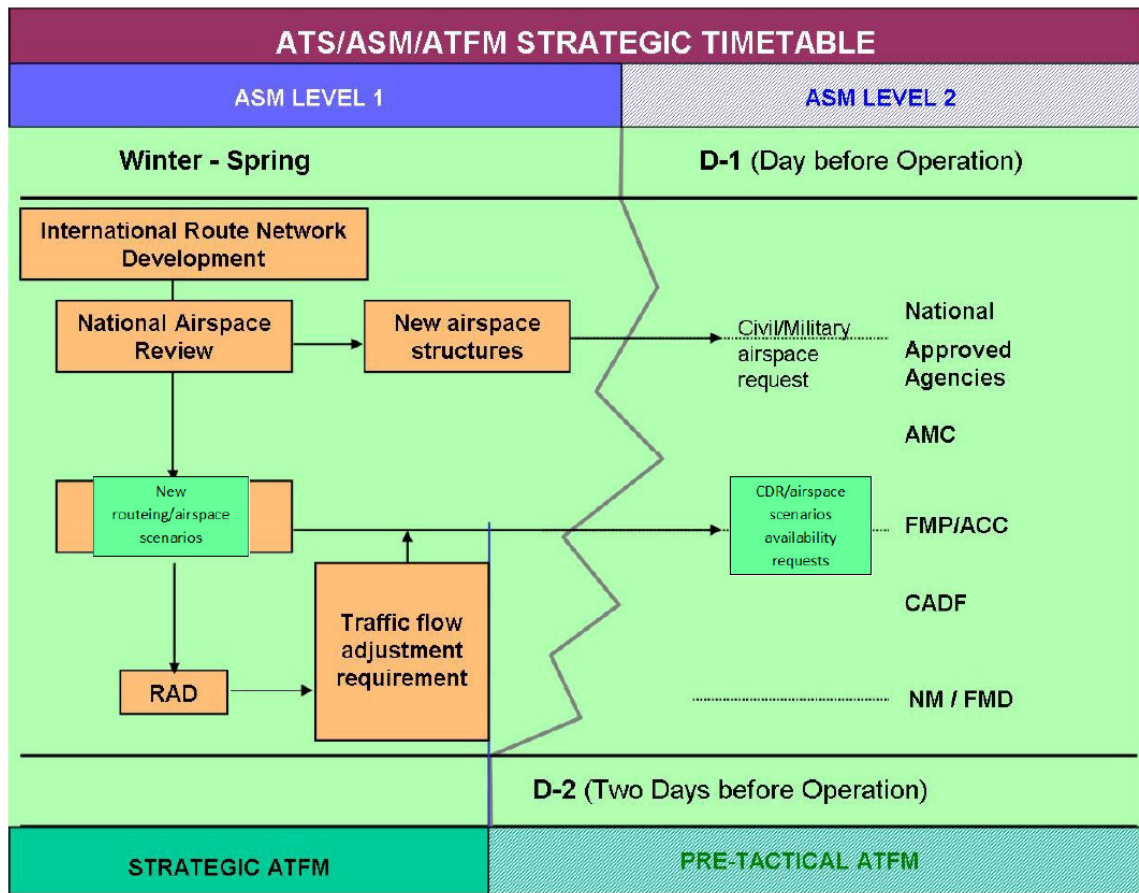 ATS/ASM/ATFM STRATEGIC TIMETABLE
ASM LEVEL 1
ASM LEVEL 2
Winter - Spring
D-1 (Day before Operation)
International Route Network
Development
National Airspace
Review
New airspace
structures
Civil/Military
airspace
request
National
Approved
Agencies
AMC
New
routeing/airspace
scenarios
CDR/airspace
scenarios
availability
requests
FMP/ACC
CADF
Traffic flow
adjustment
requirement
RAD
NM / FMD
D-2 (Two Days before Operation)
STRATEGIC ATFM
PRE-TACTICAL ATFM